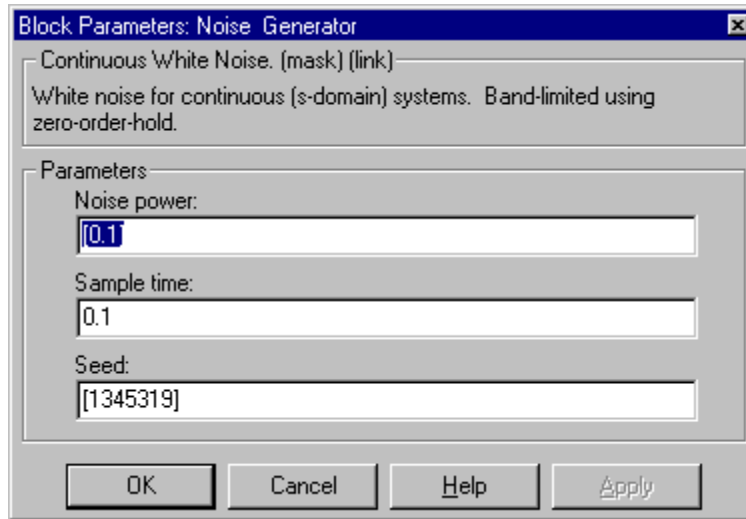 Block Parameters: Noise Generator
Continuous White Noise. (mask) (link)
White noise for continuous (s-domain) systems. Band-limited using
zero-order-hold.
Parameters
Noise power:
[0.1]
Sample time:
0.1
Seed:
[1345319]
OK Cancel Help Apply